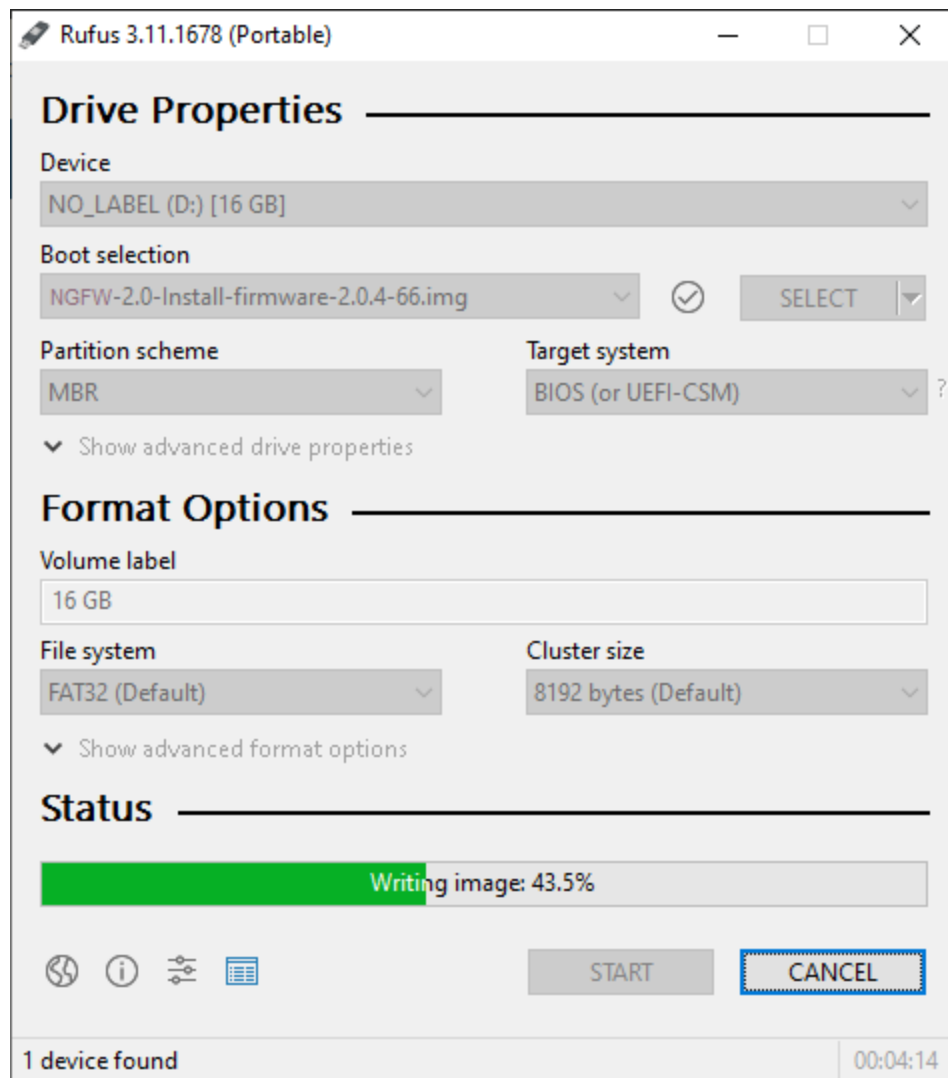 Rufus 3.11.1678 (Portable)
Drive Properties
Device
NO_LABEL (D:) [16 GB]
Boot selection
NGFW-2.0-Install-firmware-2.0.4-66.img
SELECT
Partition scheme
Target system
MBR
BIOS (or UEFI-CSM)
?
Show advanced drive properties
Format Options
Volume label
16 GB
File system
Cluster size
FAT32 (Default)
8192 bytes (Default)
Show advanced format options
Status
Writing image: 43.5%
START
CANCEL
1 device found
00:04:14